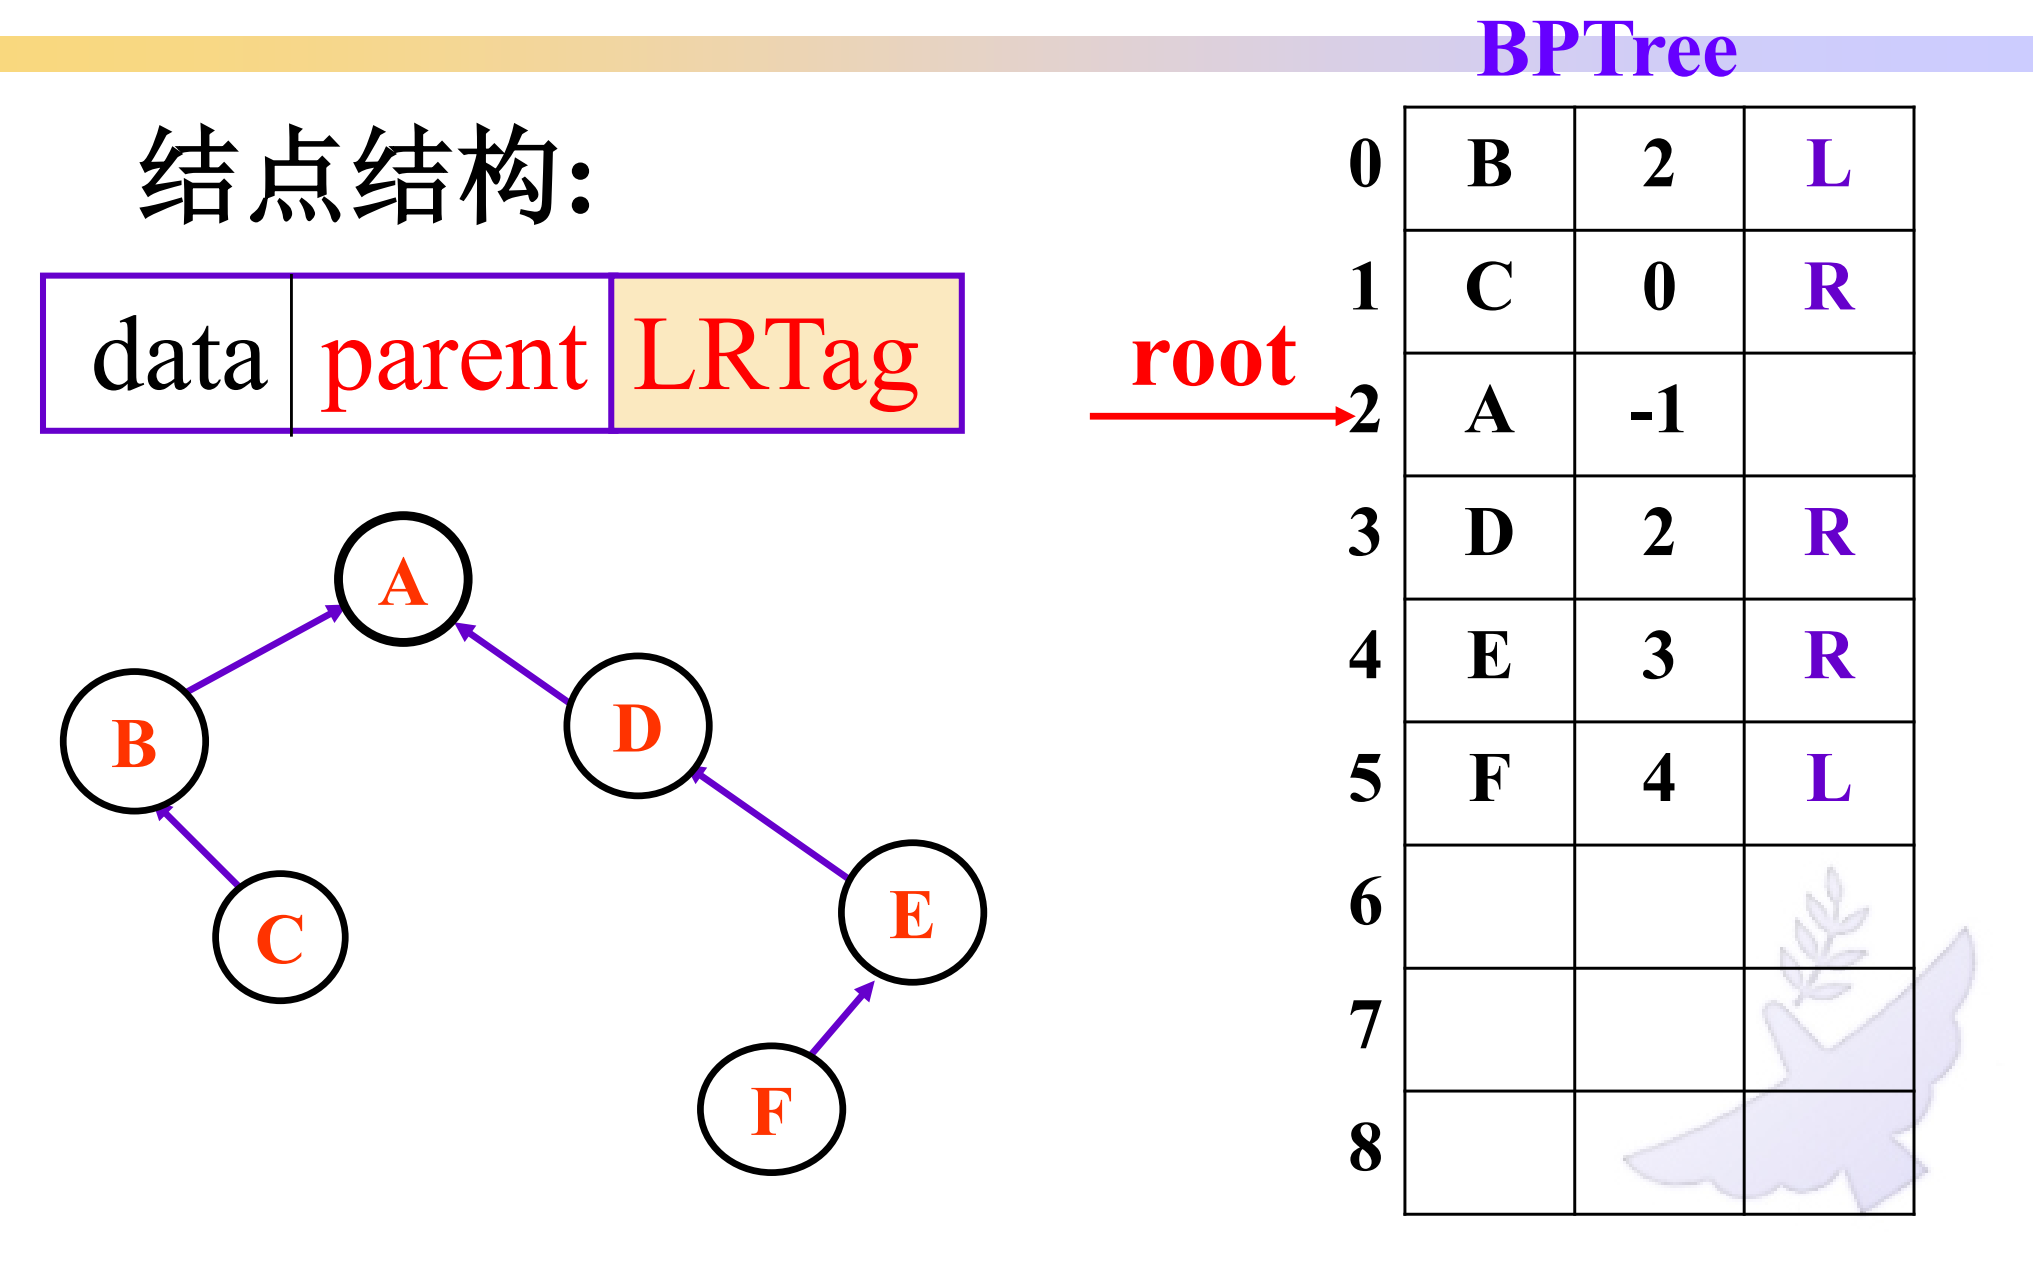 BPTree
结点结构:
data parent LRTag
root
0 B 2 L
1 C 0 R
2 A -1
3 D 2 R
4 E 3 R
5 F 4 L
6
7
8
A
B
D
C
E
F